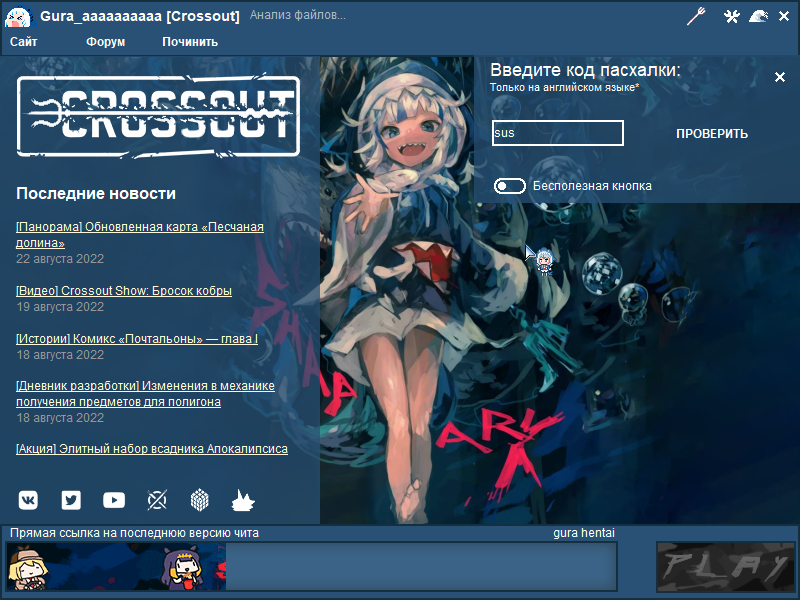 Gura_aaaaaaaaaa [Crossout] Анализ файлов...
Сайт Форум Починить
CROSSOUT
Последние новости
[Панорама] Обновленная карта «Песчаная
долина»
22 августа 2022
[Видео] Crossout Show: Бросок кобры
19 августа 2022
[Истории] Комикс «Почтальоны» — глава I
18 августа 2022
[Дневник разработки] Изменения в механике
получения предметов для полигона
18 августа 2022
[Акция] Элитный набор всадника Апокалипсиса
Введите код пасхалки:
Только на английском языке*
sus
ПРОВЕРИТЬ
Бесполезная кнопка
Прямая ссылка на последнюю версию чита
gura hentai
PLAY